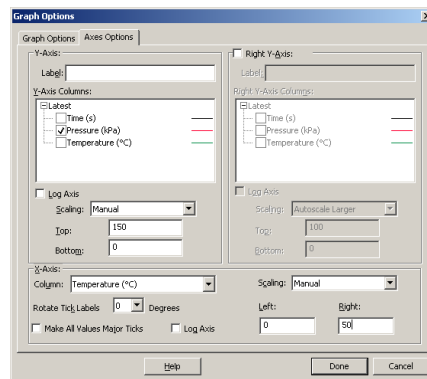 Graph Options
Graph Options Axes Options
Y-Axis:
Label:
Y-Axis Columns:
Latest
Time (s)
Pressure (kPa)
Temperature (°C)
Log Axis
Scaling: Manual
Top: 150
Bottom: 0
Right Y-Axis:
Label:
Right Y-Axis Columns:
Latest
Time (s)
Pressure (kPa)
Temperature (°C)
Log Axis
Scaling: Autoscale Larger
Top: 100
Bottom: 0
X-Axis:
Column: Temperature (°C)
Rotate Tick Labels 0 Degrees
Make All Values Major Ticks Log Axis
Scaling: Manual
Left: Right:
0 50
Help Done Cancel